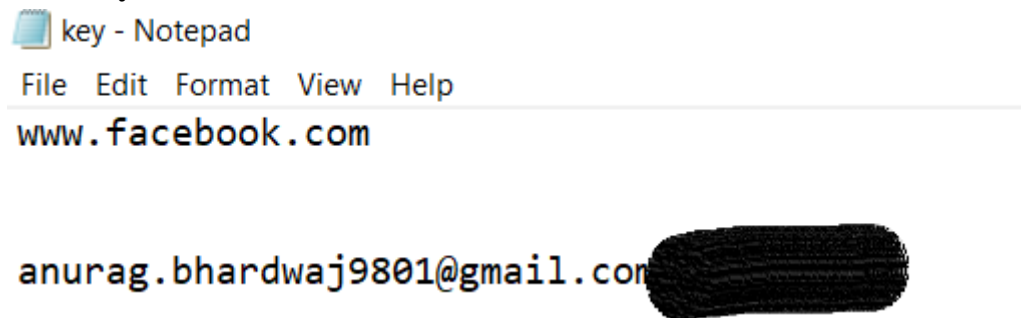 key - Notepad
File Edit Format View Help
www.facebook.com
anurag.bhardwaj9801@gmail.com